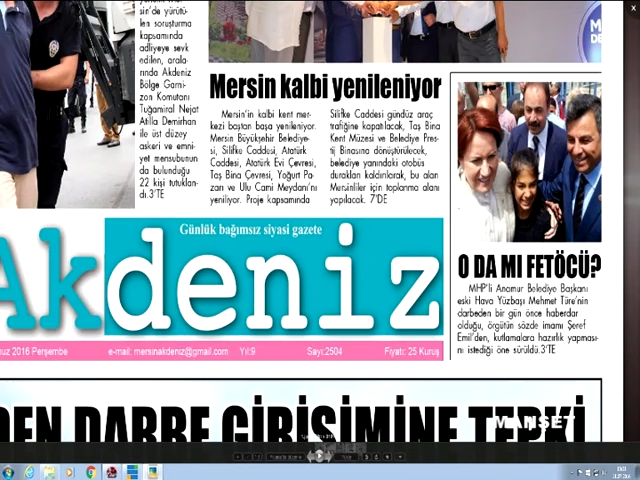 sin'de yürütü-
len soruşturma
kapsamında
adliyeye sevk
edilen, arala-
rında Akdeniz
Bölge Garni-
zon Komutanı
Tuğamiral Nejat
Atilla Demirhan
ile üst düzey
askeri ve emni-
yet mensubunun
da bulunduğu
22 kişi tutuklan-
dı.3'TE
Mersin kalbi yenileniyor
Mersin'in kalbi kent mer-
kezi baştan başa yenileniyor.
Mersin Büyükşehir Belediye-
si, Silifke Caddesi, Atatürk
Caddesi, Atatürk Evi Çevresi,
Taş Bina Çevresi, Yoğurt Pa-
zarı ve Ulu Cami Meydanı'nı
yeniliyor. Proje kapsamında
Silifke Caddesi gündüz araç
trafiğine kapatılacak, Taş Bina
Kent Müzesi ve Belediye Pres-
tij Binasına dönüştürülecek,
belediye yanındaki otobüs
durakları kaldırılarak, bu alan
Mersinliler için toplanma alanı
yapılacak. 7'DE
O DA MI FETÖCÜ?
MHP'li Anamur Belediye Başkanı
eski Hava Yüzbaşı Mehmet Türe'nin
darbeden bir gün önce haberdar
olduğu, örgütün sözde imamı Şeref
Emil'den, kutlamalara hazırlık yapması-
nı istediği öne sürüldü.3'TE
Günlük bağımsız siyasi gazete
Akdeniz
muz 2016 Perşembe
e-mail: mersinakdeniz@gmail.com
Yıl:9
Sayı:2504
Fiyatı: 25 Kuruş
DEN DARBE GİRİŞİMİNE TEPKİ
MANŞET